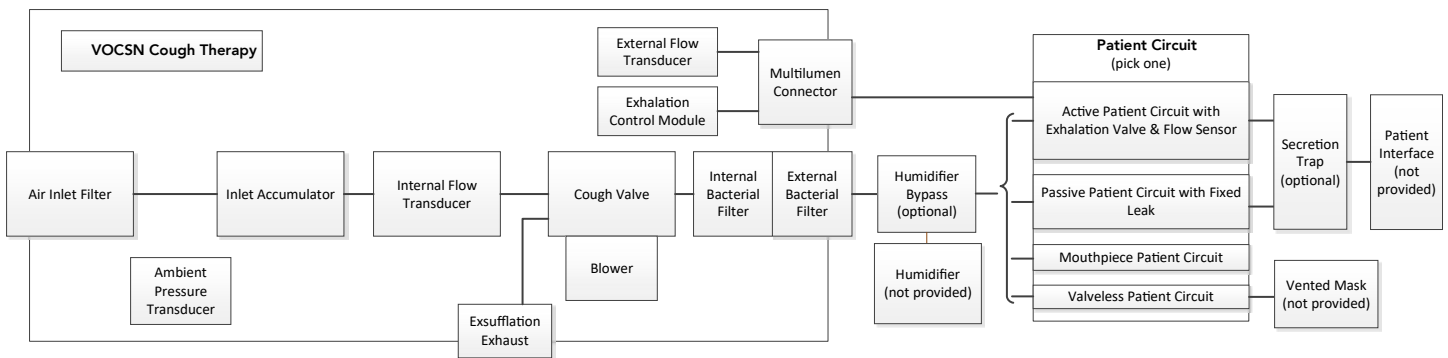 VOCSN Cough Therapy
External Flow
Transducer
Exhalation
Control Module
Multilumen
Connector
Patient Circuit
(pick one)
Active Patient Circuit with
Exhalation Valve & Flow Sensor
Passive Patient Circuit with Fixed
Leak
Mouthpiece Patient Circuit
Valveless Patient Circuit
Secretion
Trap
(optional)
Patient
Interface
(not
provided)
Air Inlet Filter
Inlet Accumulator
Internal Flow
Transducer
Cough Valve
Internal
Bacterial
Filter
External
Bacterial
Filter
Humidifier
Bypass
(optional)
Blower
Humidifier
(not provided)
Vented Mask
(not provided)
Ambient
Pressure
Transducer
Exsufflation
Exhaust